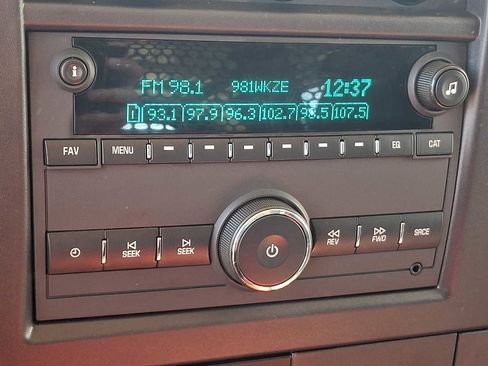 FM 98.1 981WKZE 12:37
1 93.1 97.9 96.3 102.7 98.5 107.5
FAV MENU EQ CAT
SEEK SEEK REV FWD SRCE